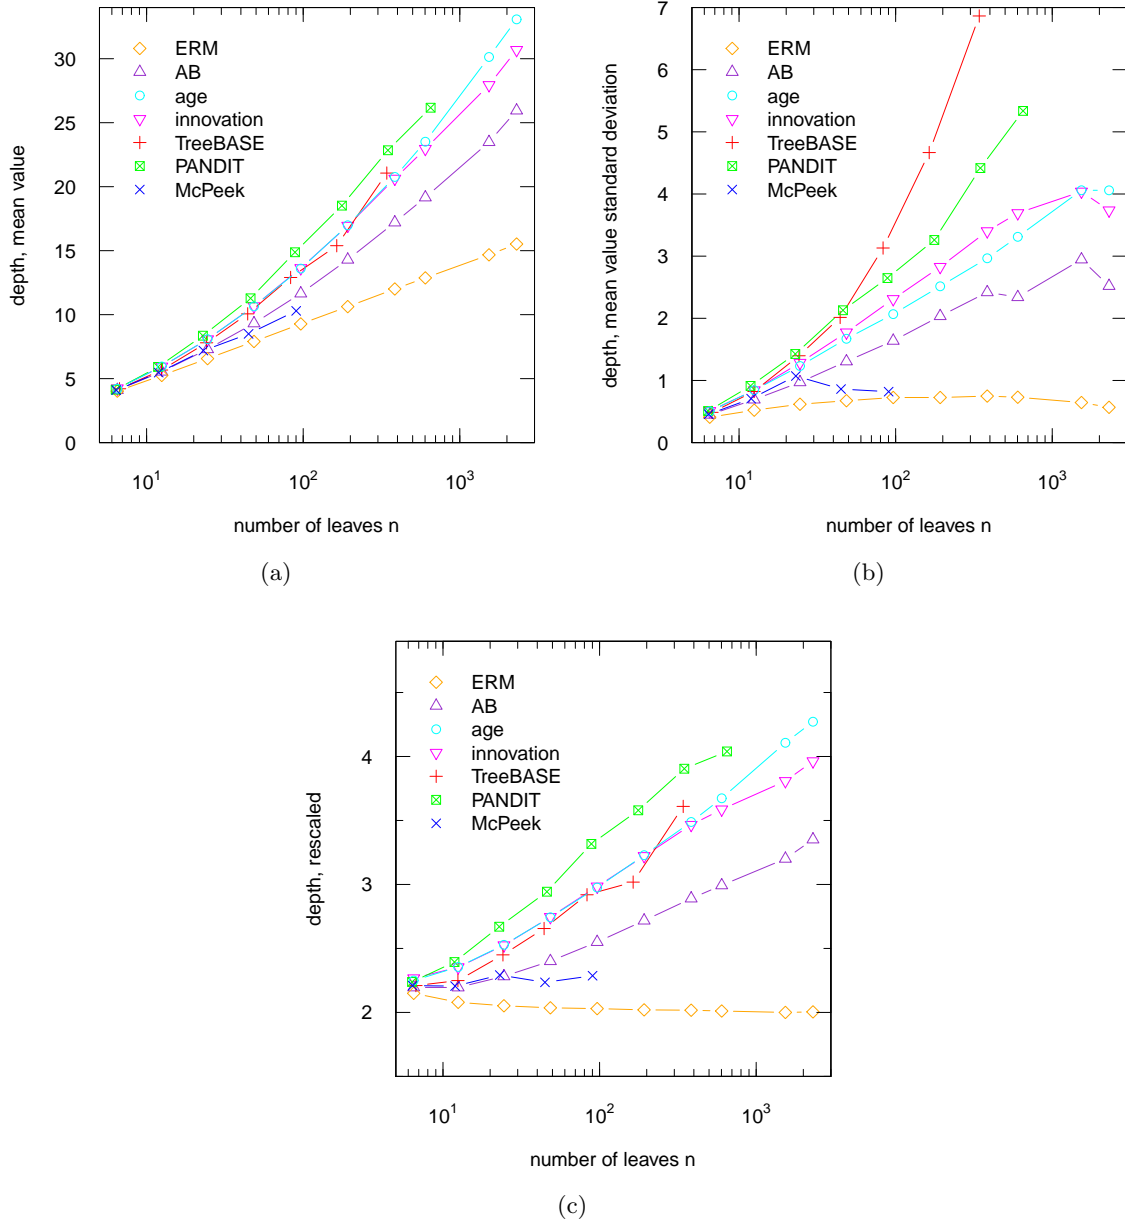 depth, mean value
30
25
20
15
10
5
0
ERM
AB
age
innovation
TreeBASE
PANDIT
McPeek
10^1
10^2
10^3
number of leaves n
(a)
depth, mean value standard deviation
7
6
5
4
3
2
1
0
ERM
AB
age
innovation
TreeBASE
PANDIT
McPeek
10^1
10^2
10^3
number of leaves n
(b)
depth, rescaled
4
3
2
ERM
AB
age
innovation
TreeBASE
PANDIT
McPeek
10^1
10^2
10^3
number of leaves n
(c)